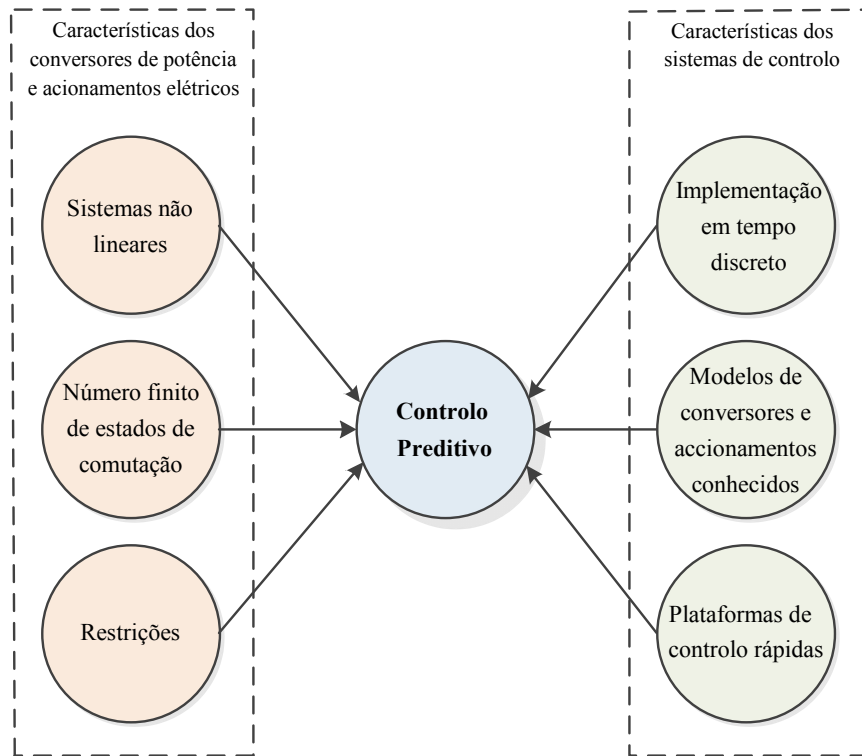 Características dos
conversores de potência
e acionamentos elétricos
Sistemas não
lineares
Número finito
de estados de
comutação
Restrições
Controlo
Preditivo
Características dos
sistemas de controlo
Implementação
em tempo
discreto
Modelos de
conversores e
accionamentos
conhecidos
Plataformas de
controlo rápidas